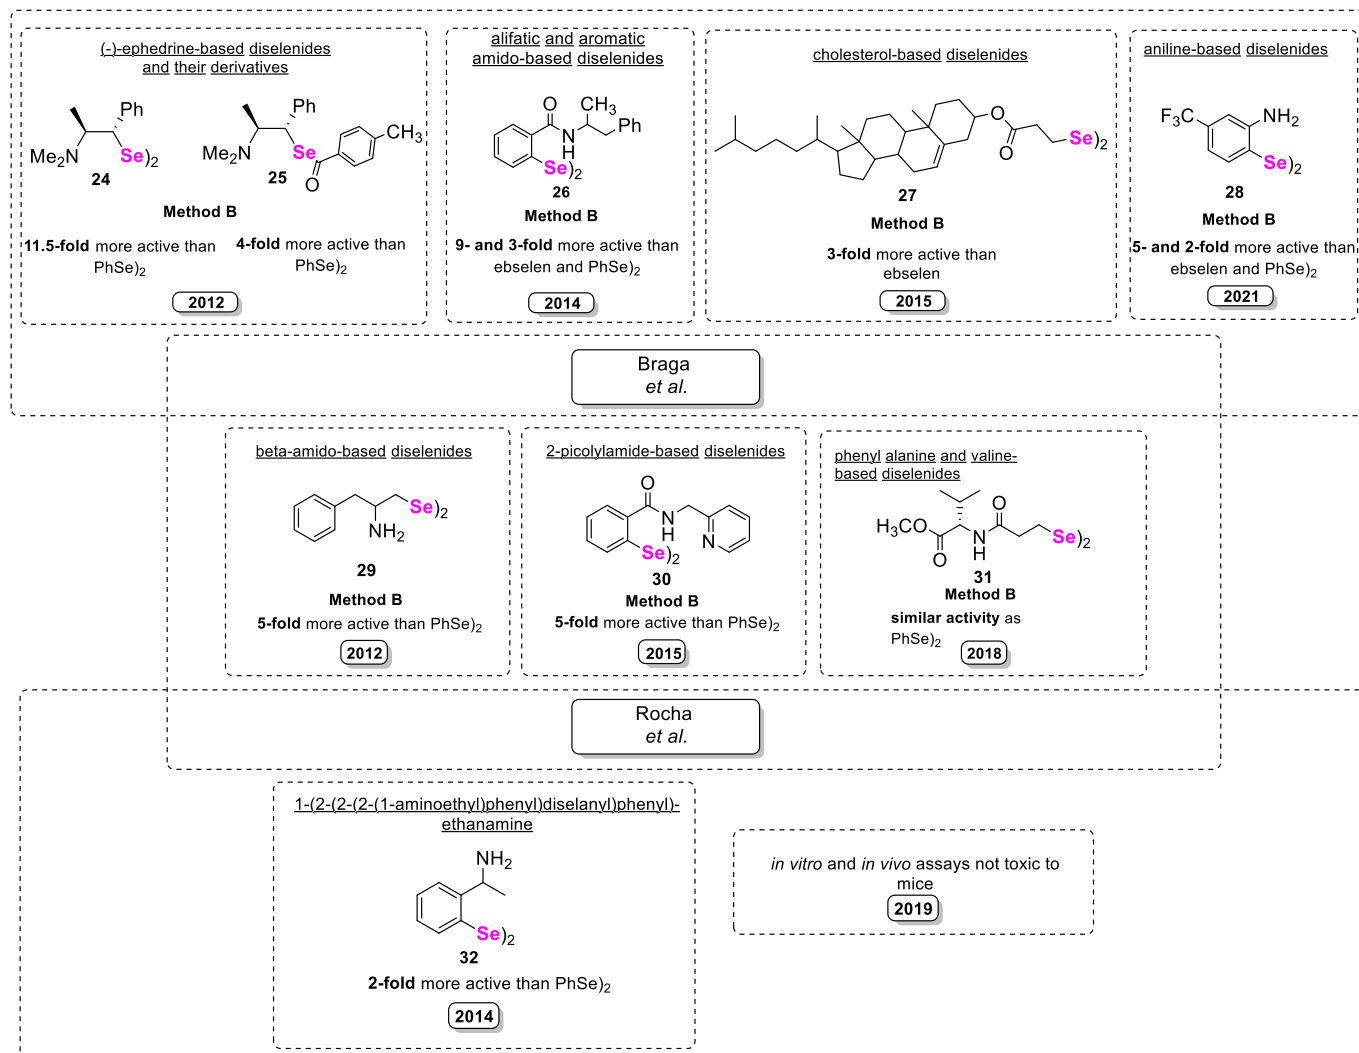 (-)-ephedrine-based diselenides
and their derivatives
Ph
Me2N
Se)2
24
Ph
Me2N
Se
O
CH3
25
Method B
11.5-fold more active than
PhSe)2
4-fold more active than
PhSe)2
2012
alifatic and aromatic
amido-based diselenides
O
CH3
N
H
Ph
Se)2
26
Method B
9- and 3-fold more active than
ebselen and PhSe)2
2014
cholesterol-based diselenides
O
O
Se)2
27
Method B
3-fold more active than
ebselen
2015
aniline-based diselenides
F3C
NH2
Se)2
28
Method B
5- and 2-fold more active than
ebselen and PhSe)2
2021
Braga
et al.
beta-amido-based diselenides
Se)2
NH2
29
Method B
5-fold more active than PhSe)2
2012
2-picolylamide-based diselenides
O
N
H
N
Se)2
30
Method B
5-fold more active than PhSe)2
2015
phenyl alanine and valine-
based diselenides
O
H3CO
N
H
O
Se)2
31
Method B
similar activity as
PhSe)2
2018
Rocha
et al.
1-(2-(2-(2-(1-aminoethyl)phenyl)diselanyl)phenyl)-
ethanamine
NH2
Se)2
32
2-fold more active than PhSe)2
2014
in vitro and in vivo assays not toxic to
mice
2019